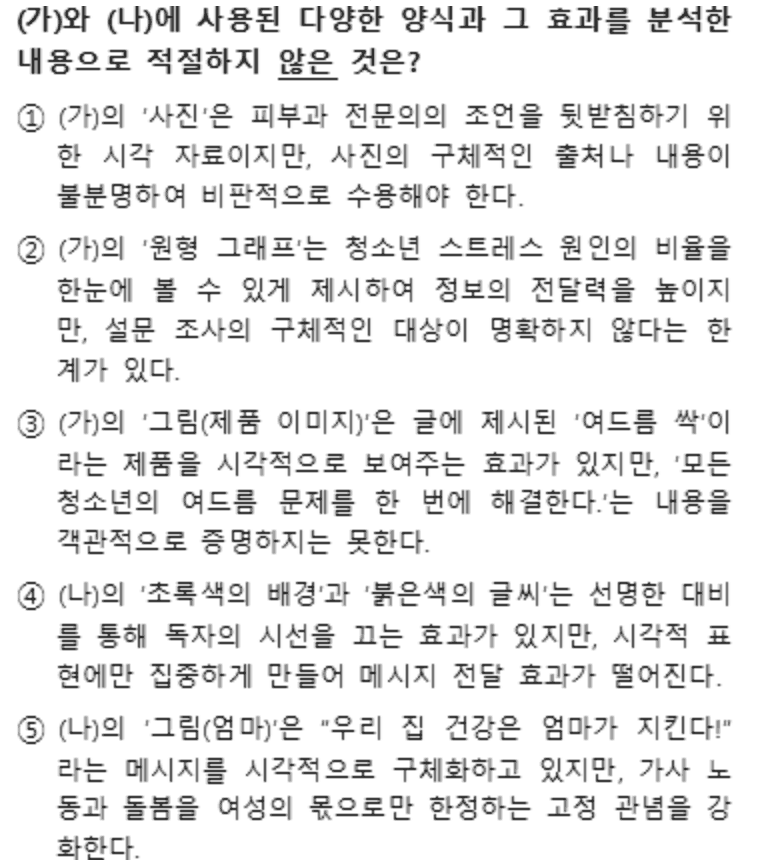 (가)와 (나)에 사용된 다양한 양식과 그 효과를 분석한
내용으로 적절하지 않은 것은?
① (가)의 '사진'은 피부과 전문의의 조언을 뒷받침하기 위
한 시각 자료이지만, 사진의 구체적인 출처나 내용이
불분명하여 비판적으로 수용해야 한다.
② (가)의 '원형 그래프'는 청소년 스트레스 원인의 비율을
한눈에 볼 수 있게 제시하여 정보의 전달력을 높이지
만, 설문 조사의 구체적인 대상이 명확하지 않다는 한
계가 있다.
③ (가)의 '그림(제품 이미지)'은 글에 제시된 '여드름 싹'이
라는 제품을 시각적으로 보여주는 효과가 있지만, '모든
청소년의 여드름 문제를 한 번에 해결한다.'는 내용을
객관적으로 증명하지는 못한다.
④ (나)의 '초록색의 배경'과 '붉은색의 글씨'는 선명한 대비
를 통해 독자의 시선을 끄는 효과가 있지만, 시각적 표
현에만 집중하게 만들어 메시지 전달 효과가 떨어진다.
⑤ (나)의 '그림(엄마)'은 "우리 집 건강은 엄마가 지킨다!"
라는 메시지를 시각적으로 구체화하고 있지만, 가사 노
동과 돌봄을 여성의 몫으로만 한정하는 고정 관념을 강
화한다.